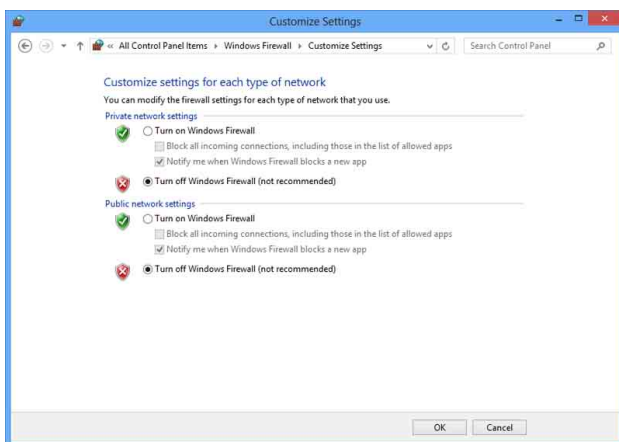 Customize Settings
« All Control Panel Items Windows Firewall Customize Settings Search Control Panel
Customize settings for each type of network
You can modify the firewall settings for each type of network that you use.
Private network settings
Turn on Windows Firewall
Block all incoming connections, including those in the list of allowed apps
Notify me when Windows Firewall blocks a new app
Turn off Windows Firewall (not recommended)
Public network settings
Turn on Windows Firewall
Block all incoming connections, including those in the list of allowed apps
Notify me when Windows Firewall blocks a new app
Turn off Windows Firewall (not recommended)
OK Cancel